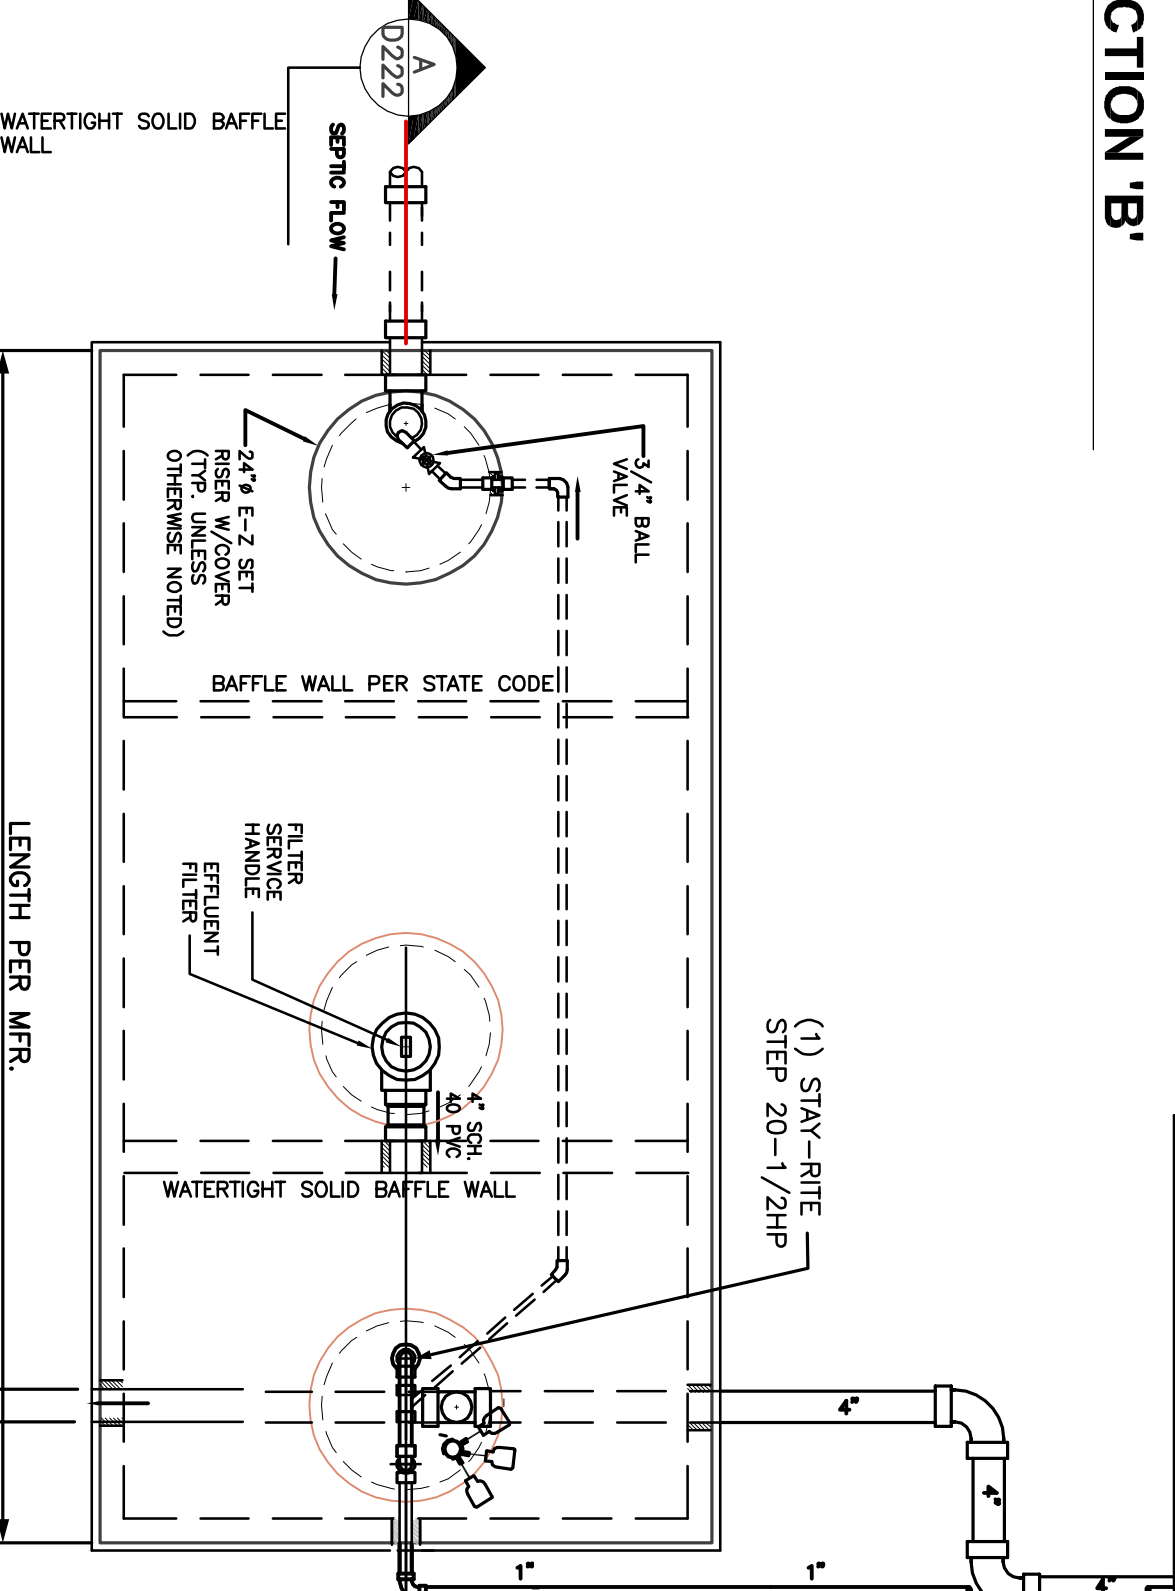 CTION 'B'
A
D222
WATERTIGHT SOLID BAFFLE
WALL
SEPTIC FLOW
3/4" BALL
VALVE
24"ø E-Z SET
RISER W/COVER
(TYP. UNLESS
OTHERWISE NOTED)
BAFFLE WALL PER STATE CODE
LENGTH PER MFR.
FILTER
SERVICE
HANDLE
EFFLUENT
FILTER
4" SCH.
40 PVC
(1) STAY-RITE
STEP 20-1/2HP
WATERTIGHT SOLID BAFFLE WALL
4"
4"
1"
1"
4"